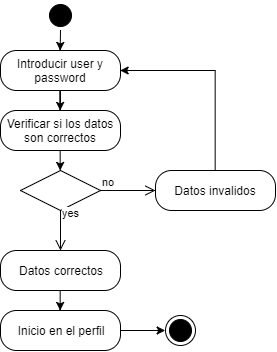 Introducir user y
password
Verificar si los datos
son correctos
no
Datos invalidos
yes
Datos correctos
Inicio en el perfil